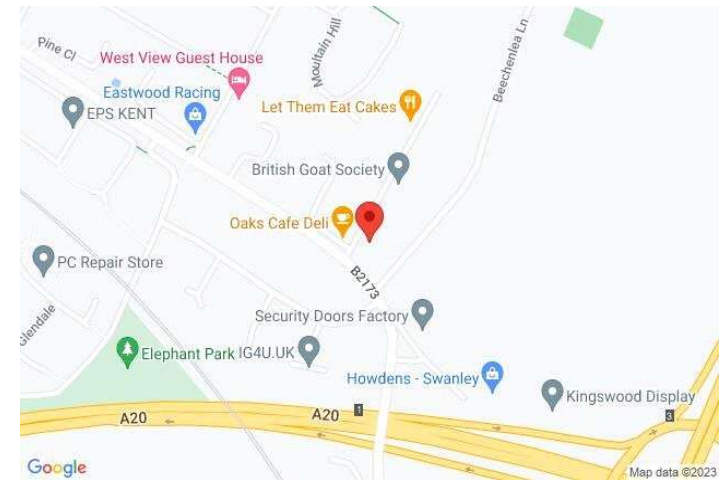 Pine Cl
West View Guest House
Moultain Hill
Beechenlea Ln
Eastwood Racing
EPS KENT
Let Them Eat Cakes
British Goat Society
Oaks Cafe Deli
PC Repair Store
B2173
Glendale
Security Doors Factory
Elephant Park
IG4U.UK
Howdens - Swanley
Kingswood Display
A20
A20
1
3
Google
Map data ©2023